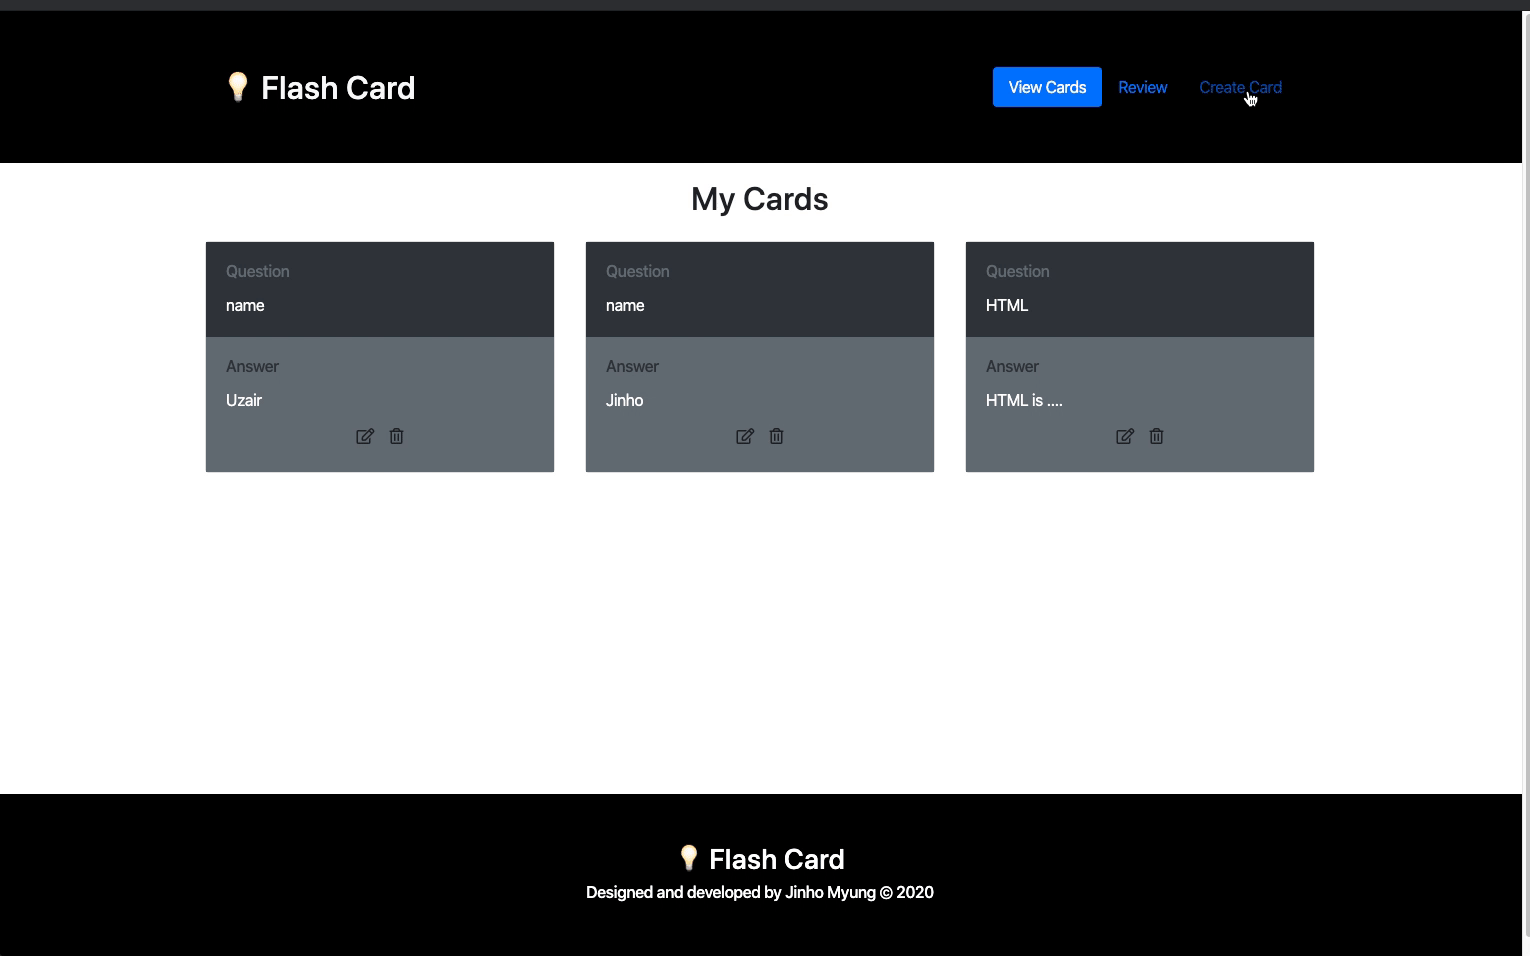 Flash Card
View Cards Review Create Card
My Cards
Question
name
Answer
Uzair
Question
name
Answer
Jinho
Question
HTML
Answer
HTML is ....
Flash Card
Designed and developed by Jinho Myung © 2020